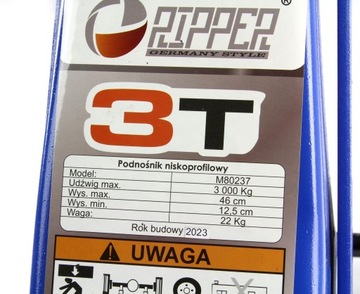 RIPPER ®
GERMANY STYLE
3T
Podnośnik niskoprofilowy
Model: M80237
Udźwig max. 3 000 Kg
Wys. max. 46 cm
Wys. min. 12,5 cm
Waga: 22 Kg
Rok budowy 2023
UWAGA